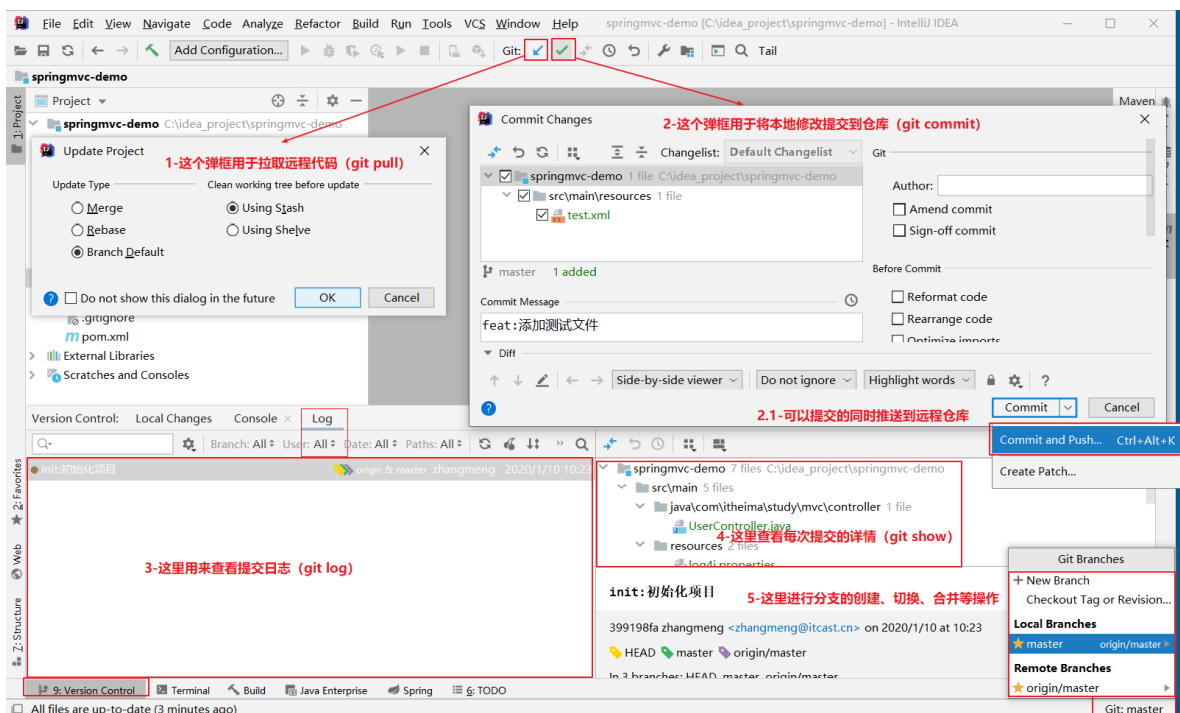 File Edit View Navigate Code Analyze Refactor Build Run Tools VCS Window Help springmvc-demo [C:\idea_project\springmvc-demo] - IntelliJ IDEA
Add Configuration... Git: Tail
springmvc-demo
1: Project
Project
Maven
springmvc-demo C:\idea_project\springmvc-demo
Update Project
1-这个弹框用于拉取远程代码（git pull）
Update Type
Clean working tree before update
Merge
Using Stash
Rebase
Using Shelve
Branch Default
Do not show this dialog in the future
OK
Cancel
.gitignore
pom.xml
External Libraries
Scratches and Consoles
Commit Changes
2-这个弹框用于将本地修改提交到仓库（git commit）
Changelist: Default Changelist
Git
springmvc-demo 1 file C:\idea_project\springmvc-demo
src\main\resources 1 file
test.xml
Author:
Amend commit
Sign-off commit
master 1 added
Before Commit
Commit Message
Reformat code
feat:添加测试文件
Rearrange code
Optimize imports
Diff
Side-by-side viewer Do not ignore Highlight words
2.1-可以提交的同时推送到远程仓库
Commit
Cancel
Commit and Push... Ctrl+Alt+K
Create Patch...
Version Control: Local Changes Console Log
Branch: All User: All Date: All Paths: All
init:初始化项目 origin & master zhangmeng 2020/1/10 10:23
3-这里用来查看提交日志（git log）
springmvc-demo 7 files C:\idea_project\springmvc-demo
src\main 5 files
java\com\itheima\study\mvc\controller 1 file
UserController.java
4-这里查看每次提交的详情（git show）
resources 2 files
log4j.properties
init:初始化项目
5-这里进行分支的创建、切换、合并等操作
399198fa zhangmeng <zhangmeng@itcast.cn> on 2020/1/10 at 10:23
HEAD master origin/master
In 3 branches: HEAD, master, origin/master
Git Branches
New Branch
Checkout Tag or Revision...
Local Branches
master origin/master
Remote Branches
origin/master
2: Favorites
Web
Z: Structure
9: Version Control Terminal Build Java Enterprise Spring 6: TODO
All files are up-to-date (3 minutes ago)
Git: master